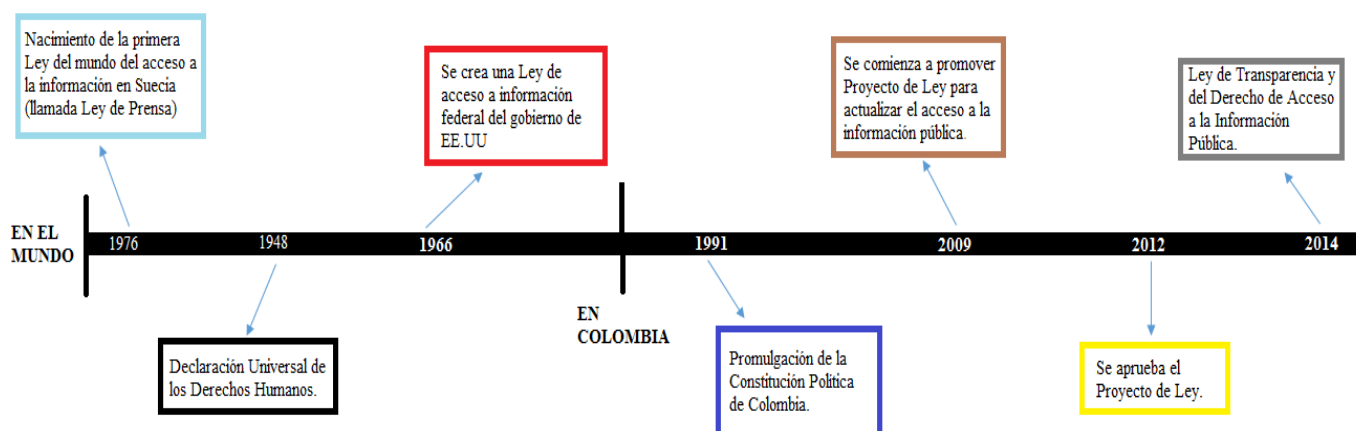 Nacimiento de la primera
Ley del mundo del acceso a
la información en Suecia
(llamada Ley de Prensa)
Se crea una Ley de
acceso a información
federal del gobierno de
EE.UU
Se comienza a promover
Proyecto de Ley para
actualizar el acceso a la
información pública.
Ley de Transparencia y
del Derecho de Acceso
a la Información
Pública.
EN EL
MUNDO
1976
1948
1966
1991
2009
2012
2014
EN
COLOMBIA
Declaración Universal de
los Derechos Humanos.
Promulgación de la
Constitución Política
de Colombia.
Se aprueba el
Proyecto de Ley.